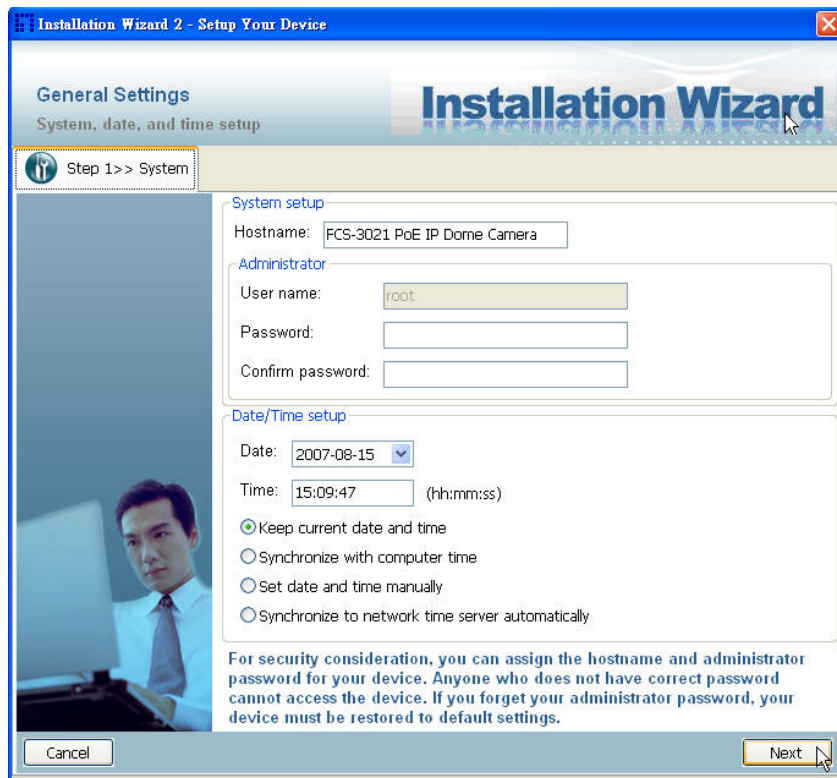 Installation Wizard 2 - Setup Your Device
General Settings
System, date, and time setup
Installation Wizard
Step 1>> System
System setup
Hostname: FCS-3021 PoE IP Dome Camera
Administrator
User name: root
Password:
Confirm password:
Date/Time setup
Date: 2007-08-15
Time: 15:09:47 (hh:mm:ss)
Keep current date and time
Synchronize with computer time
Set date and time manually
Synchronize to network time server automatically
For security consideration, you can assign the hostname and administrator
password for your device. Anyone who does not have correct password
cannot access the device. If you forget your administrator password, your
device must be restored to default settings.
Cancel Next